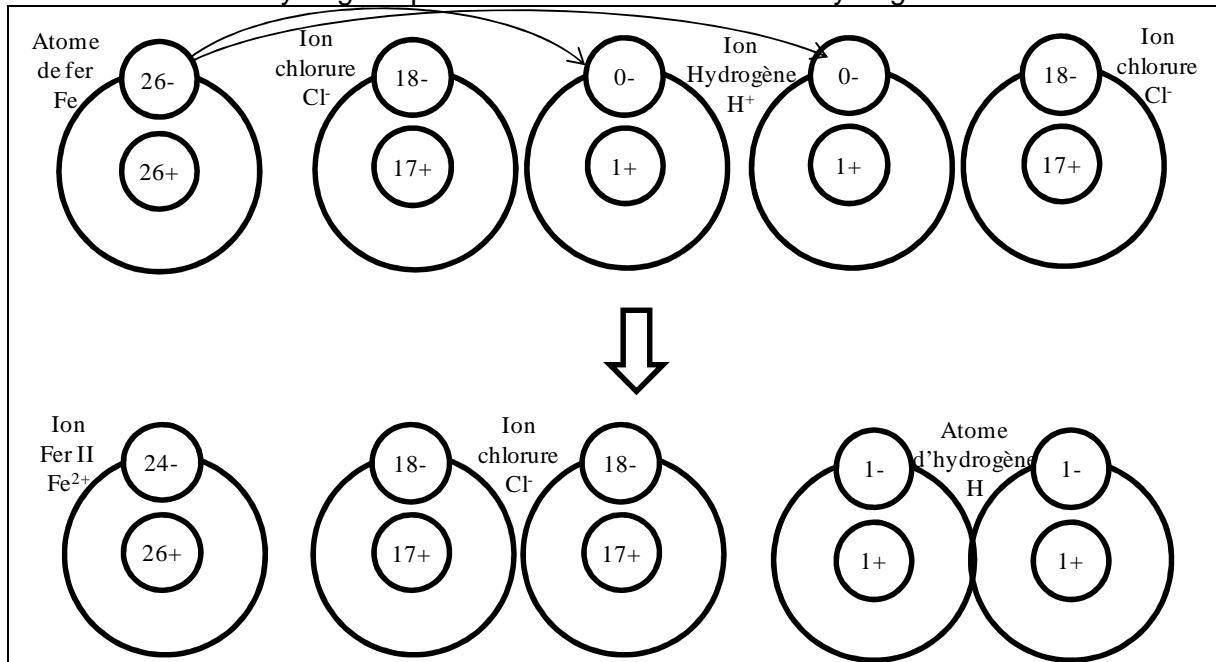 Atome
de fer
Fe
26-
26+
Ion
chlorure
Cl-
18-
17+
0-
1+
Ion
Hydrogène
H+
0-
1+
18-
17+
Ion
chlorure
Cl-
Ion
Fer II
Fe2+
24-
26+
18-
17+
Ion
chlorure
Cl-
18-
17+
1-
1+
Atome
d'hydrogène
H
1-
1+